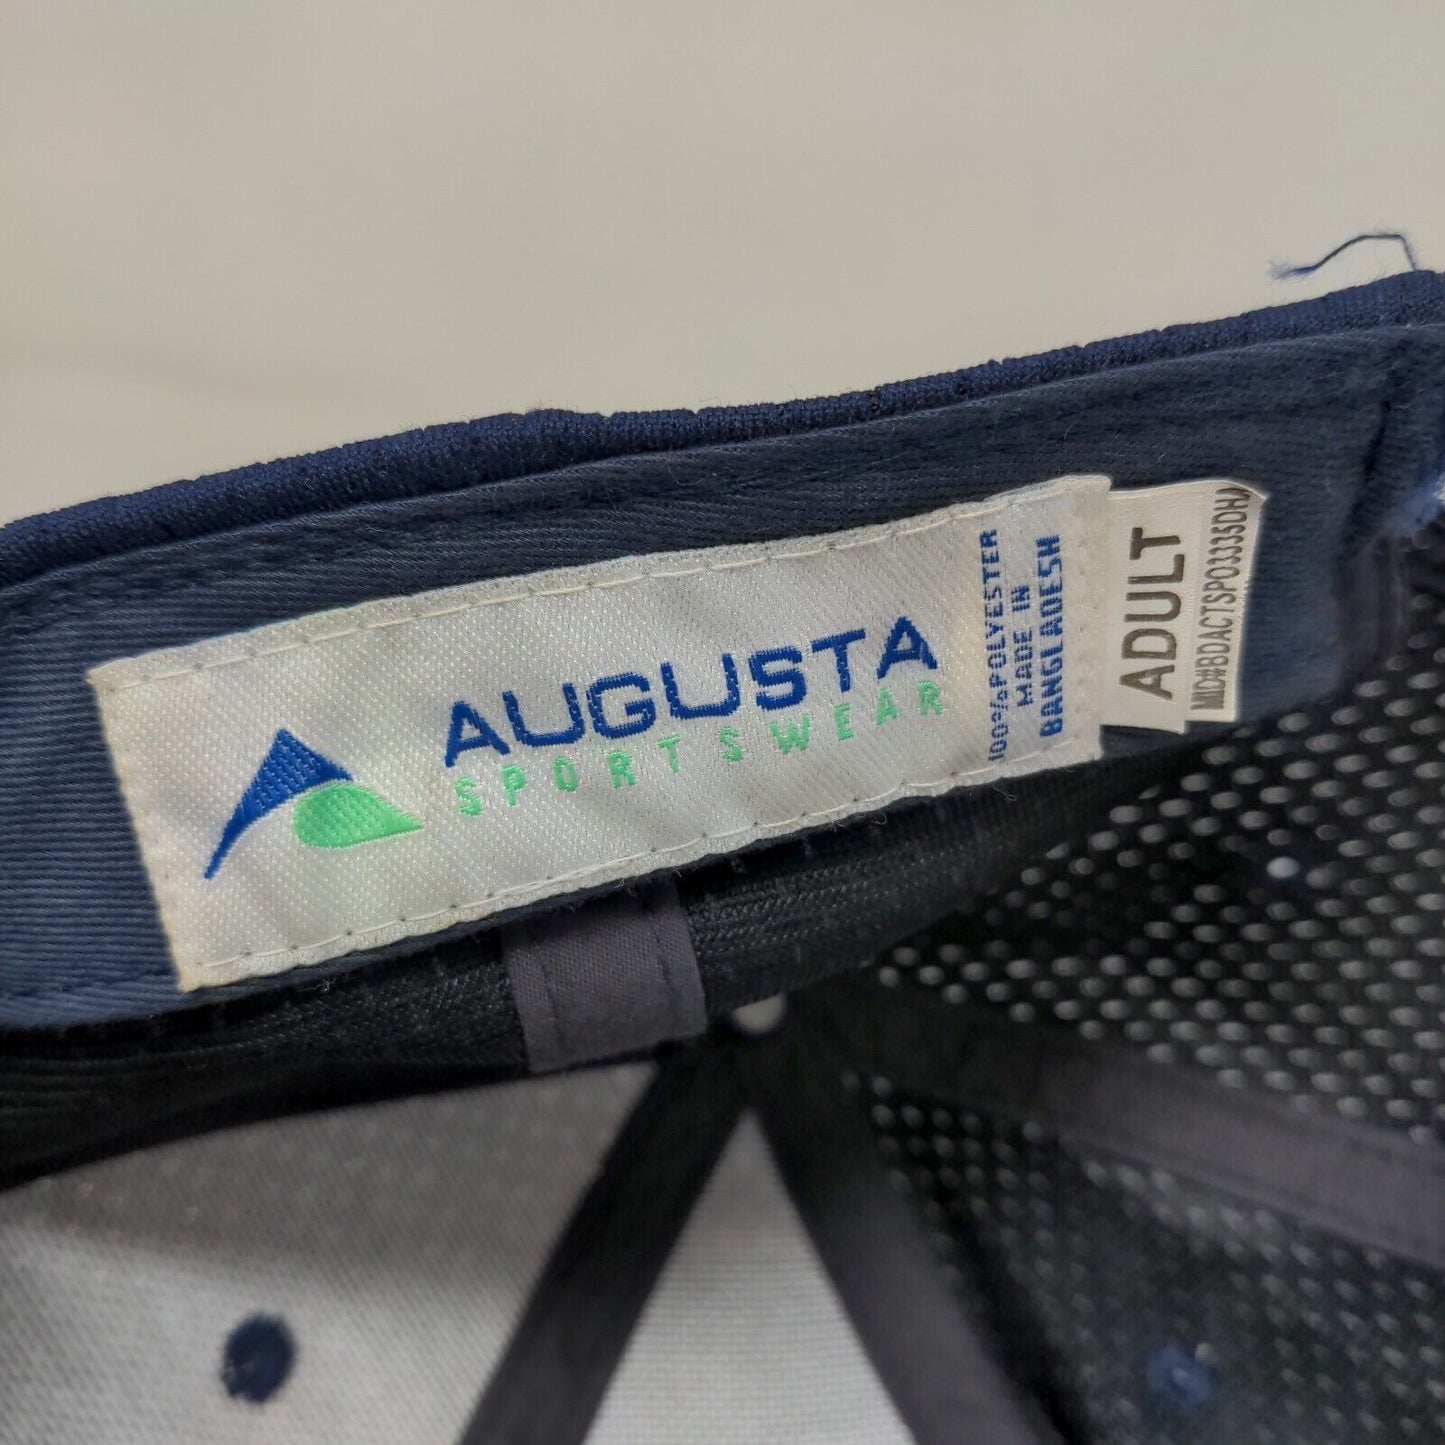 AUGUSTA
SPORTSWEAR
100%POLYESTER
MADE IN
BANGLADESH
ADULT